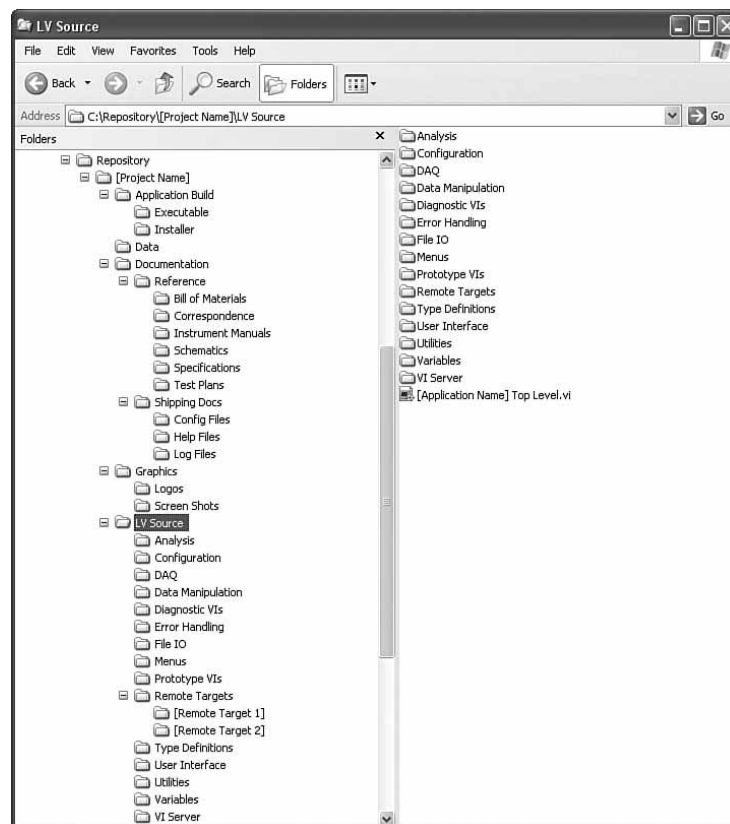 LV Source
File Edit View Favorites Tools Help
Back Search Folders
Address C:\Repository\[Project Name]\LV Source Go
Folders
Repository
[Project Name]
Application Build
Executable
Installer
Data
Documentation
Reference
Bill of Materials
Correspondence
Instrument Manuals
Schematics
Specifications
Test Plans
Shipping Docs
Config Files
Help Files
Log Files
Graphics
Logos
Screen Shots
LV Source
Analysis
Configuration
DAQ
Data Manipulation
Diagnostic VIs
Error Handling
File IO
Menus
Prototype VIs
Remote Targets
[Remote Target 1]
[Remote Target 2]
Type Definitions
User Interface
Utilities
Variables
VI Server
Analysis
Configuration
DAQ
Data Manipulation
Diagnostic VIs
Error Handling
File IO
Menus
Prototype VIs
Remote Targets
Type Definitions
User Interface
Utilities
Variables
VI Server
[Application Name] Top Level.vi